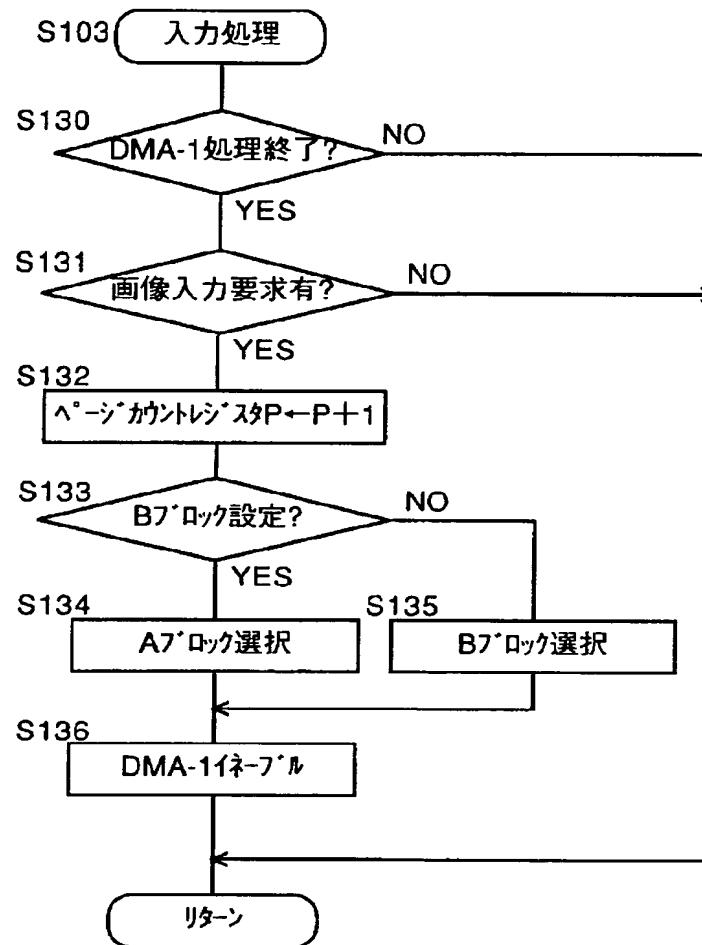 S103
入力処理
S130
DMA-1処理終了?
NO
YES
S131
画像入力要求有?
NO
YES
S132
ﾍﾟｰｼﾞｶｳﾝﾄﾚｼﾞｽﾀP←P+1
S133
Bﾌﾞﾛｯｸ設定?
NO
YES
S134
Aﾌﾞﾛｯｸ選択
S135
Bﾌﾞﾛｯｸ選択
S136
DMA-1ｲﾈｰﾌﾞﾙ
ﾘﾀｰﾝ